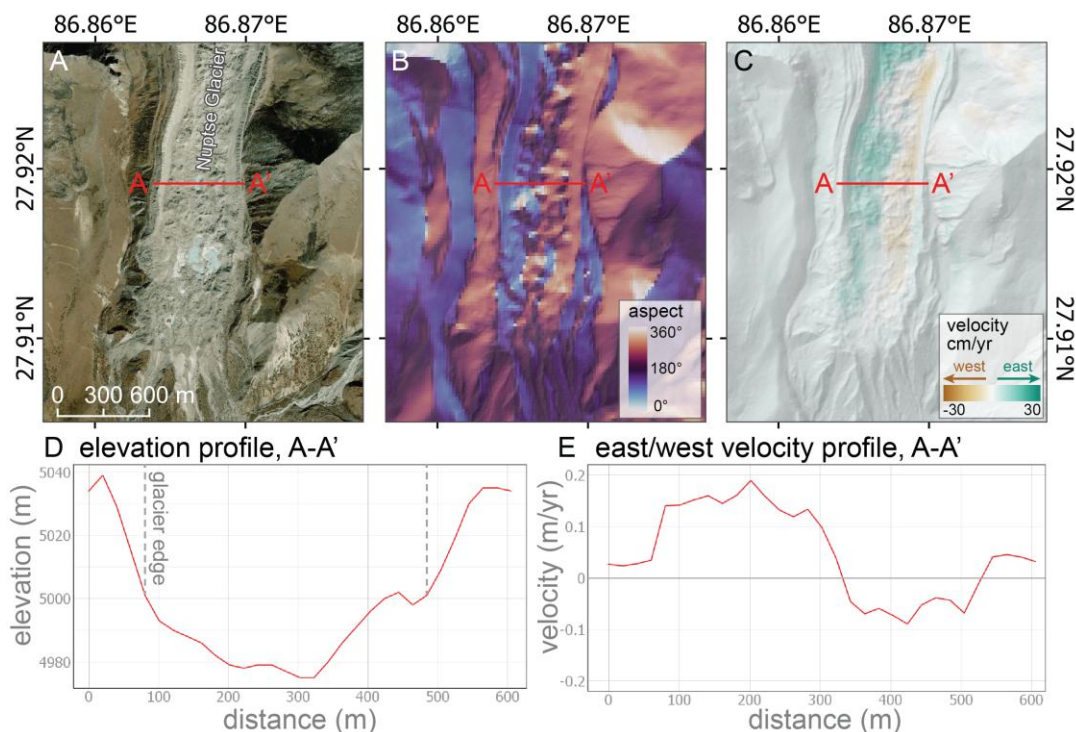 86.86°E 86.87°E 86.86°E 86.87°E 86.86°E 86.87°E
A
B
C
Nuptse Glacier
27.92°N
27.92°N
A A'
A A'
A A'
27.91°N
27.91°N
0 300 600 m
aspect
360°
180°
0°
velocity
cm/yr
west east
-30 30
D elevation profile, A-A'
E east/west velocity profile, A-A'
elevation (m)
5040
5020
5000
4980
glacier edge
0 100 200 300 400 500 600
distance (m)
velocity (m/yr)
0.2
0.1
0
-0.1
-0.2
0 100 200 300 400 500 600
distance (m)